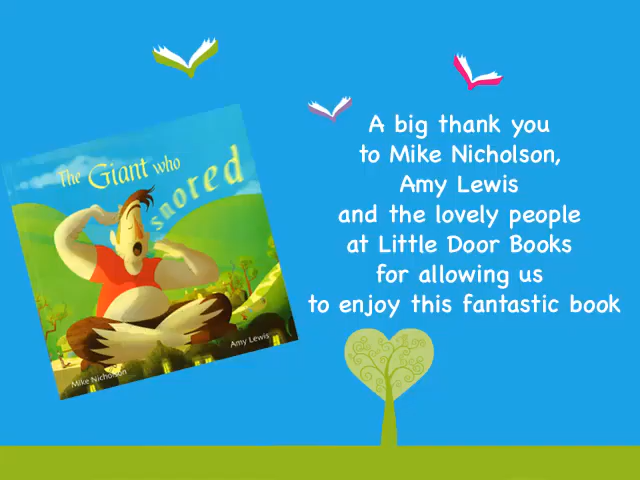 The Giant who
snored
Mike Nicholson
Amy Lewis
A big thank you
to Mike Nicholson,
Amy Lewis
and the lovely people
at Little Door Books
for allowing us
to enjoy this fantastic book